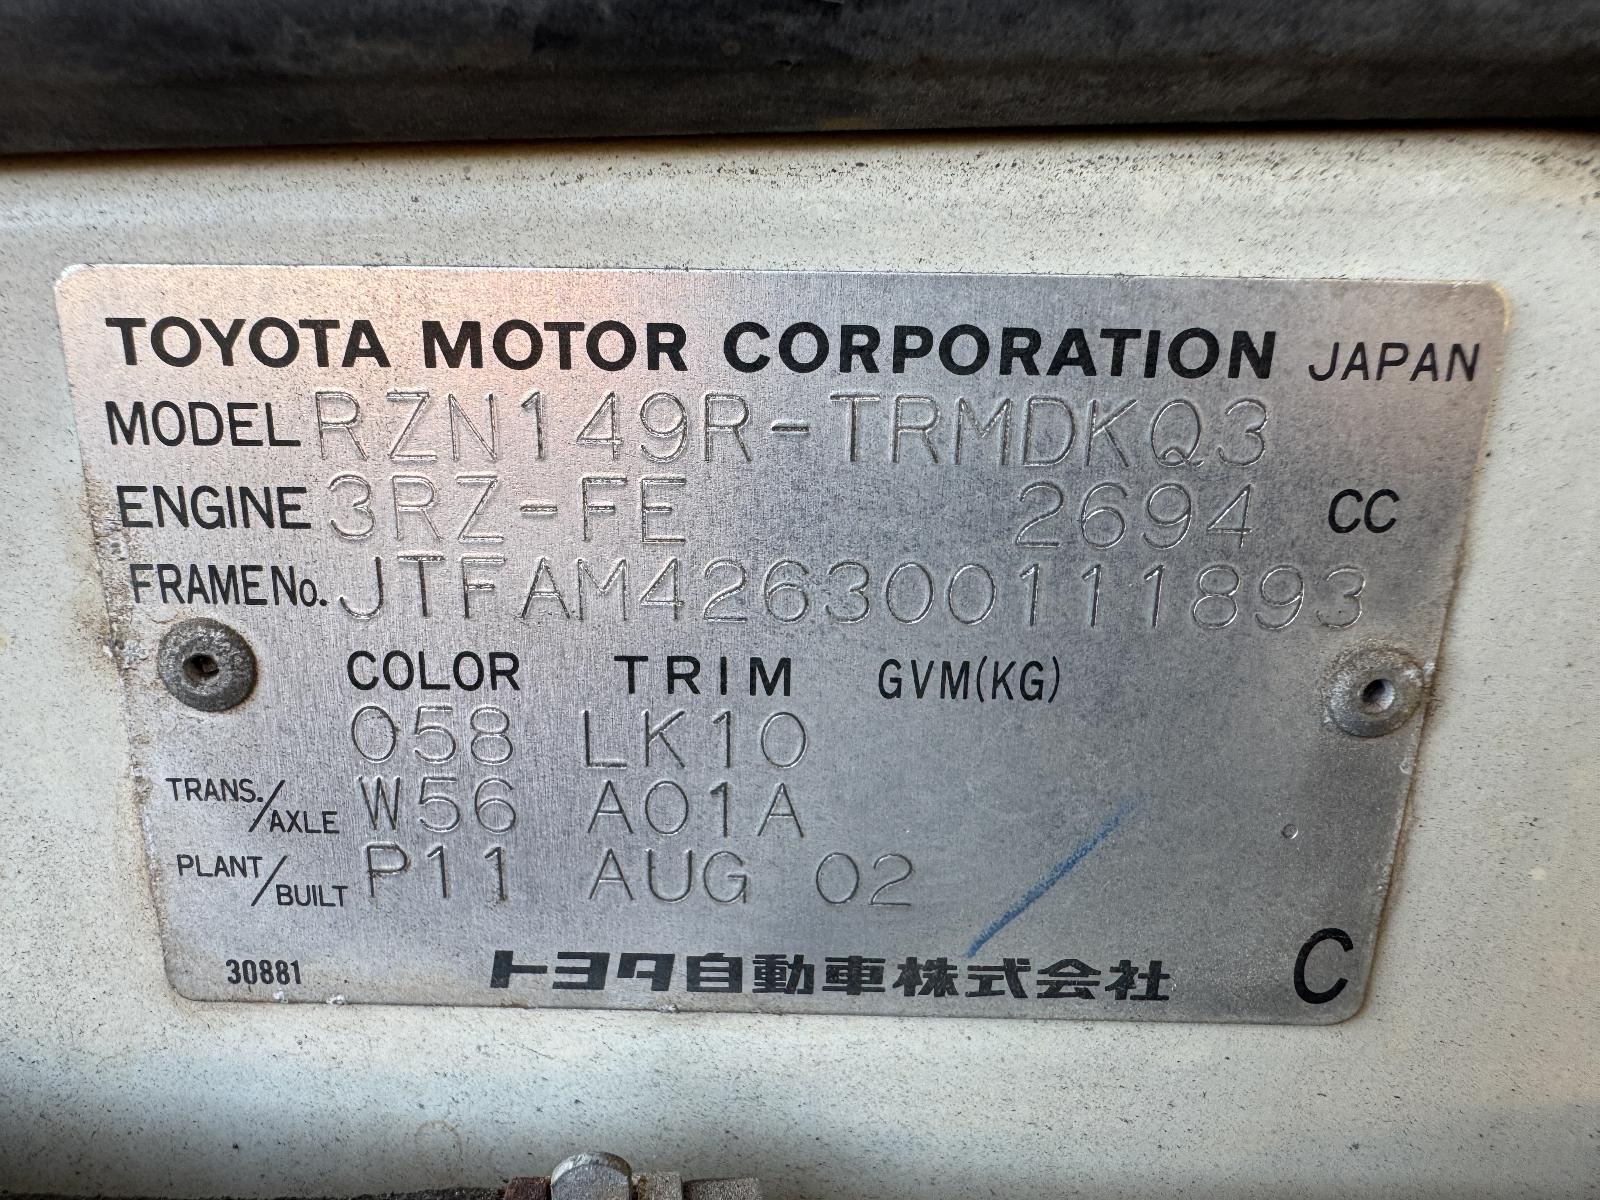 TOYOTA MOTOR CORPORATION JAPAN
MODEL RZN149R-TRMDKQ3
ENGINE 3RZ-FE 2694 CC
FRAME No. JTFAM426300111893
COLOR TRIM GVM(KG)
058 LK10
TRANS./AXLE W56 A01A
PLANT/BUILT P11 AUG 02
30881 トヨタ自動車株式会社 C